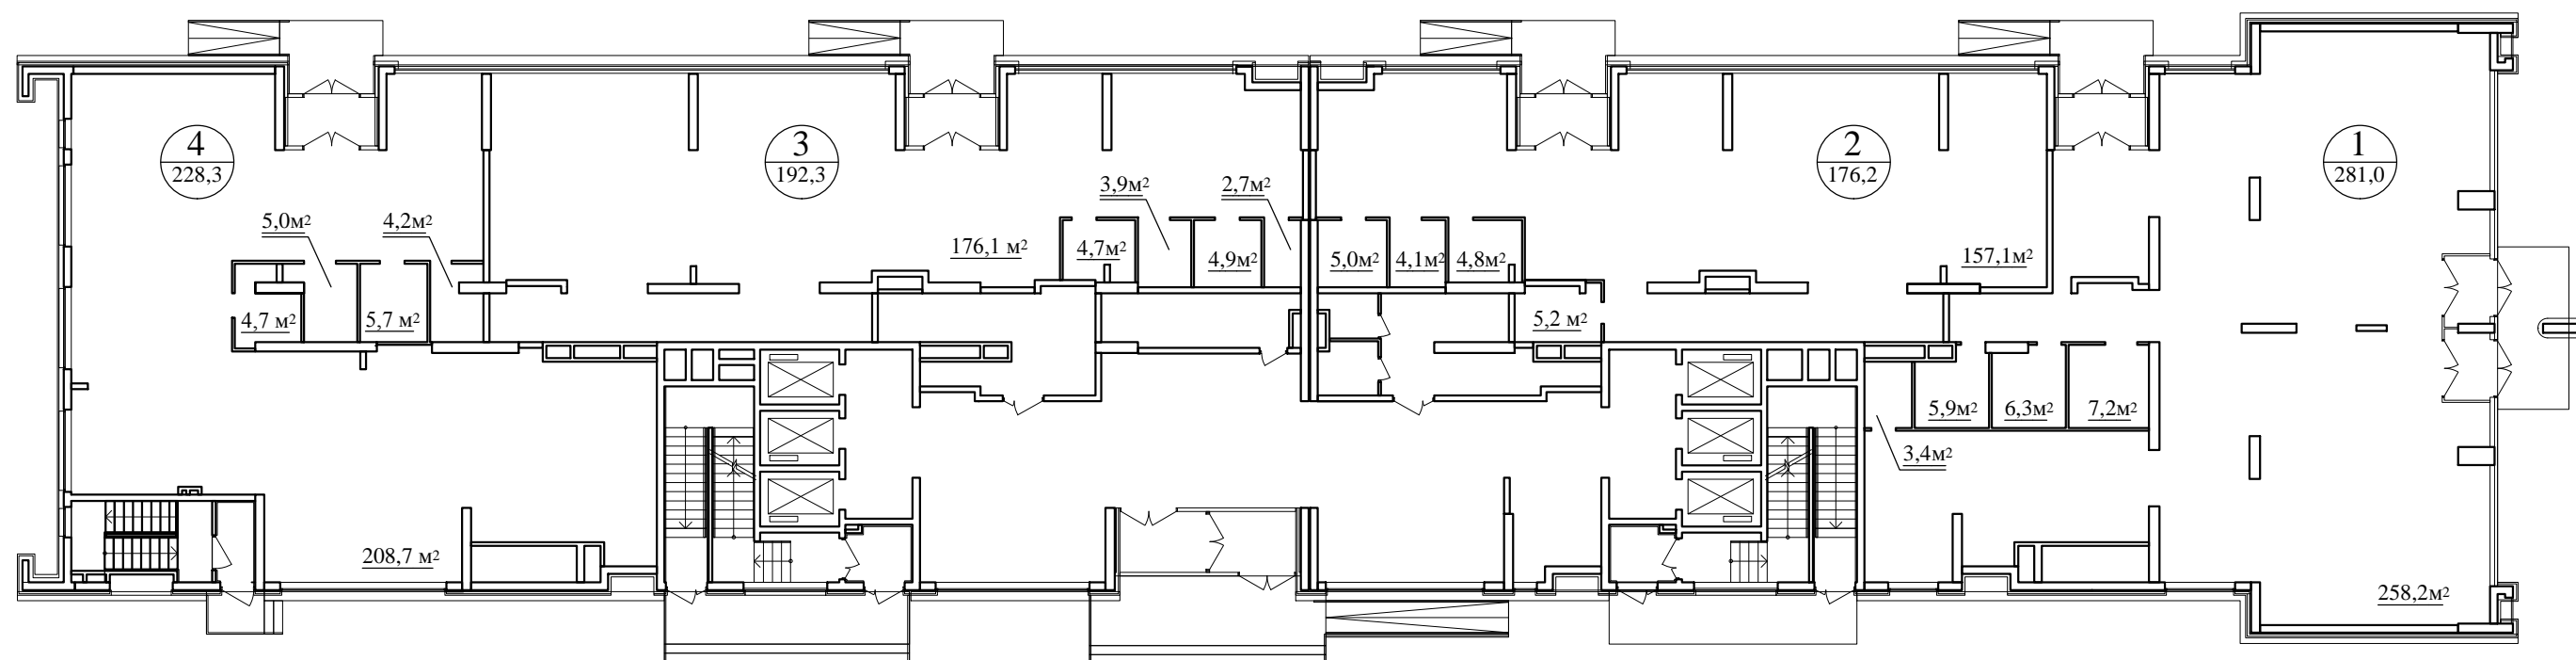 4
228,3
3
192,3
2
176,2
1
281,0
5,0м²
4,2м²
3,9м²
2,7м²
176,1 м²
4,7м²
4,9м²
5,0м²
4,1м²
4,8м²
157,1м²
4,7 м²
5,7 м²
5,2 м²
5,9м²
6,3м²
7,2м²
3,4м²
208,7 м²
258,2м²